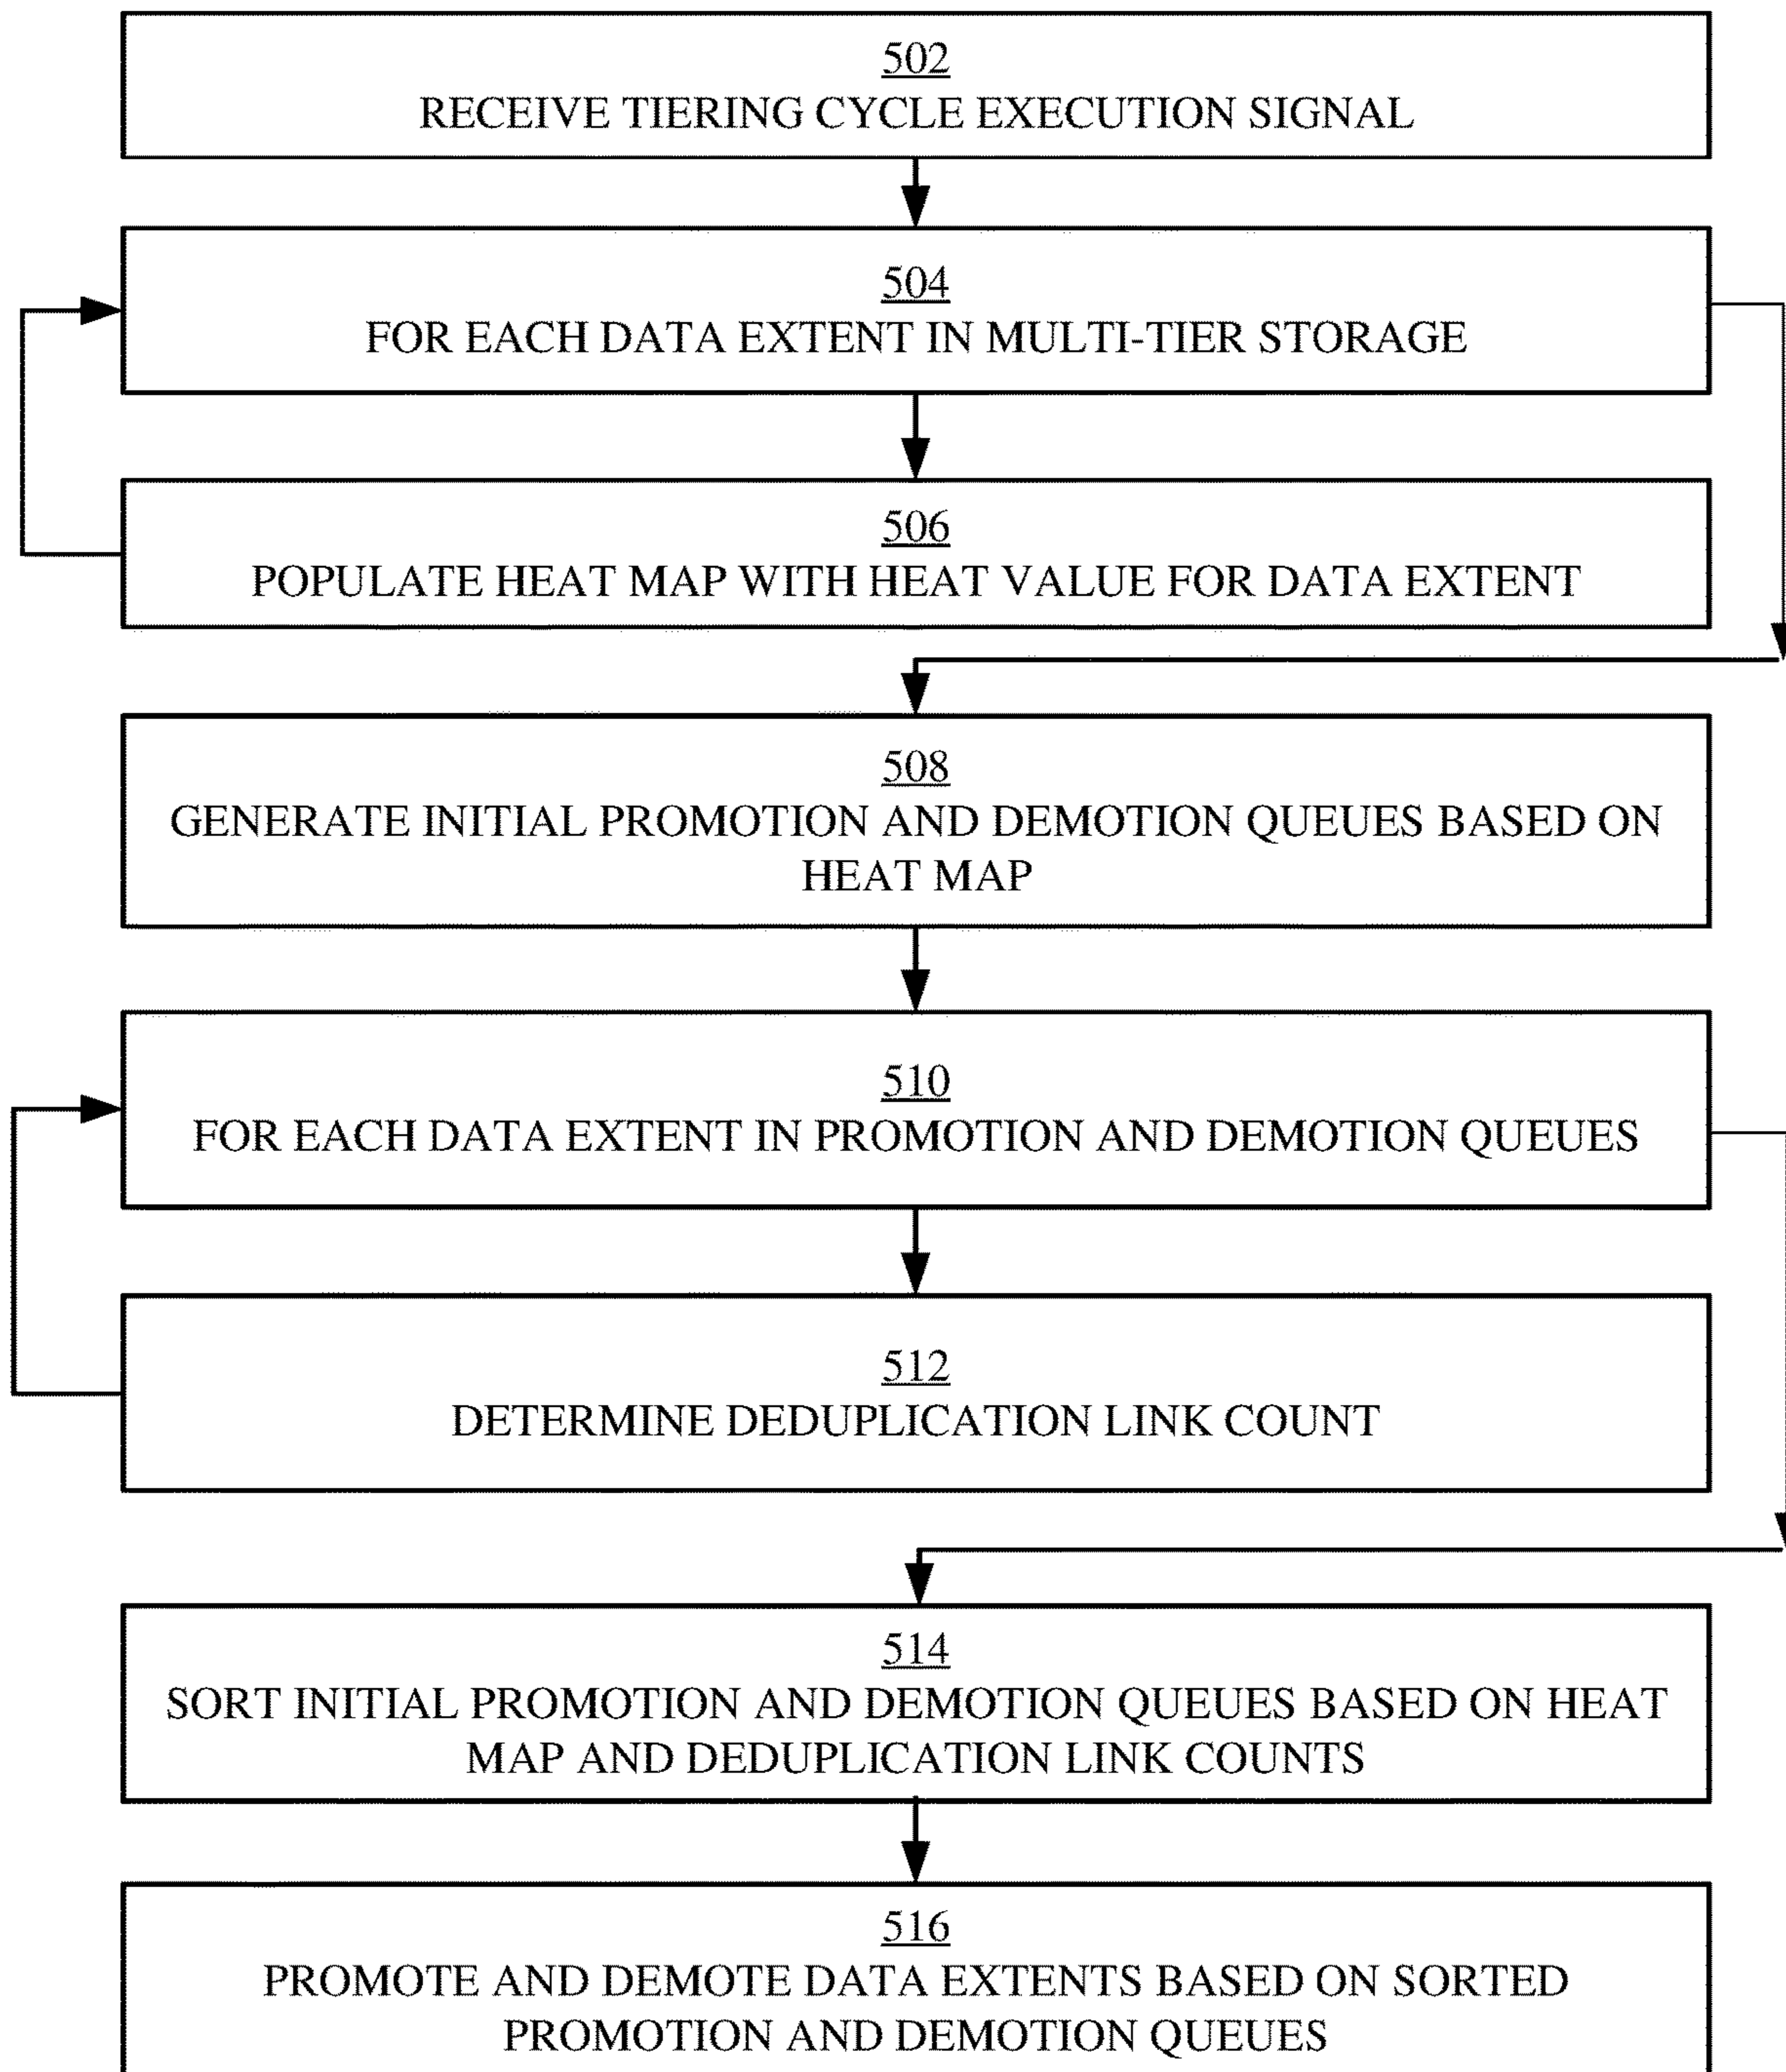 502
RECEIVE TIERING CYCLE EXECUTION SIGNAL
504
FOR EACH DATA EXTENT IN MULTI-TIER STORAGE
506
POPULATE HEAT MAP WITH HEAT VALUE FOR DATA EXTENT
508
GENERATE INITIAL PROMOTION AND DEMOTION QUEUES BASED ON
HEAT MAP
510
FOR EACH DATA EXTENT IN PROMOTION AND DEMOTION QUEUES
512
DETERMINE DEDUPLICATION LINK COUNT
514
SORT INITIAL PROMOTION AND DEMOTION QUEUES BASED ON HEAT
MAP AND DEDUPLICATION LINK COUNTS
516
PROMOTE AND DEMOTE DATA EXTENTS BASED ON SORTED
PROMOTION AND DEMOTION QUEUES